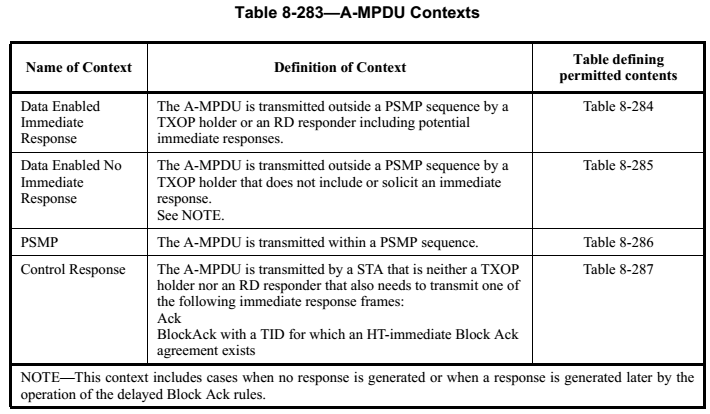 Table 8-283—A-MPDU Contexts
Name of Context
Definition of Context
Table defining
permitted contents
Data Enabled
Immediate
Response
The A-MPDU is transmitted outside a PSMP sequence by a
TXOP holder or an RD responder including potential
immediate responses.
Table 8-284
Data Enabled No
Immediate
Response
The A-MPDU is transmitted outside a PSMP sequence by a
TXOP holder that does not include or solicit an immediate
response.
See NOTE.
Table 8-285
PSMP
The A-MPDU is transmitted within a PSMP sequence.
Table 8-286
Control Response
The A-MPDU is transmitted by a STA that is neither a TXOP
holder nor an RD responder that also needs to transmit one of
the following immediate response frames:
Ack
BlockAck with a TID for which an HT-immediate Block Ack
agreement exists
Table 8-287
NOTE—This context includes cases when no response is generated or when a response is generated later by the
operation of the delayed Block Ack rules.